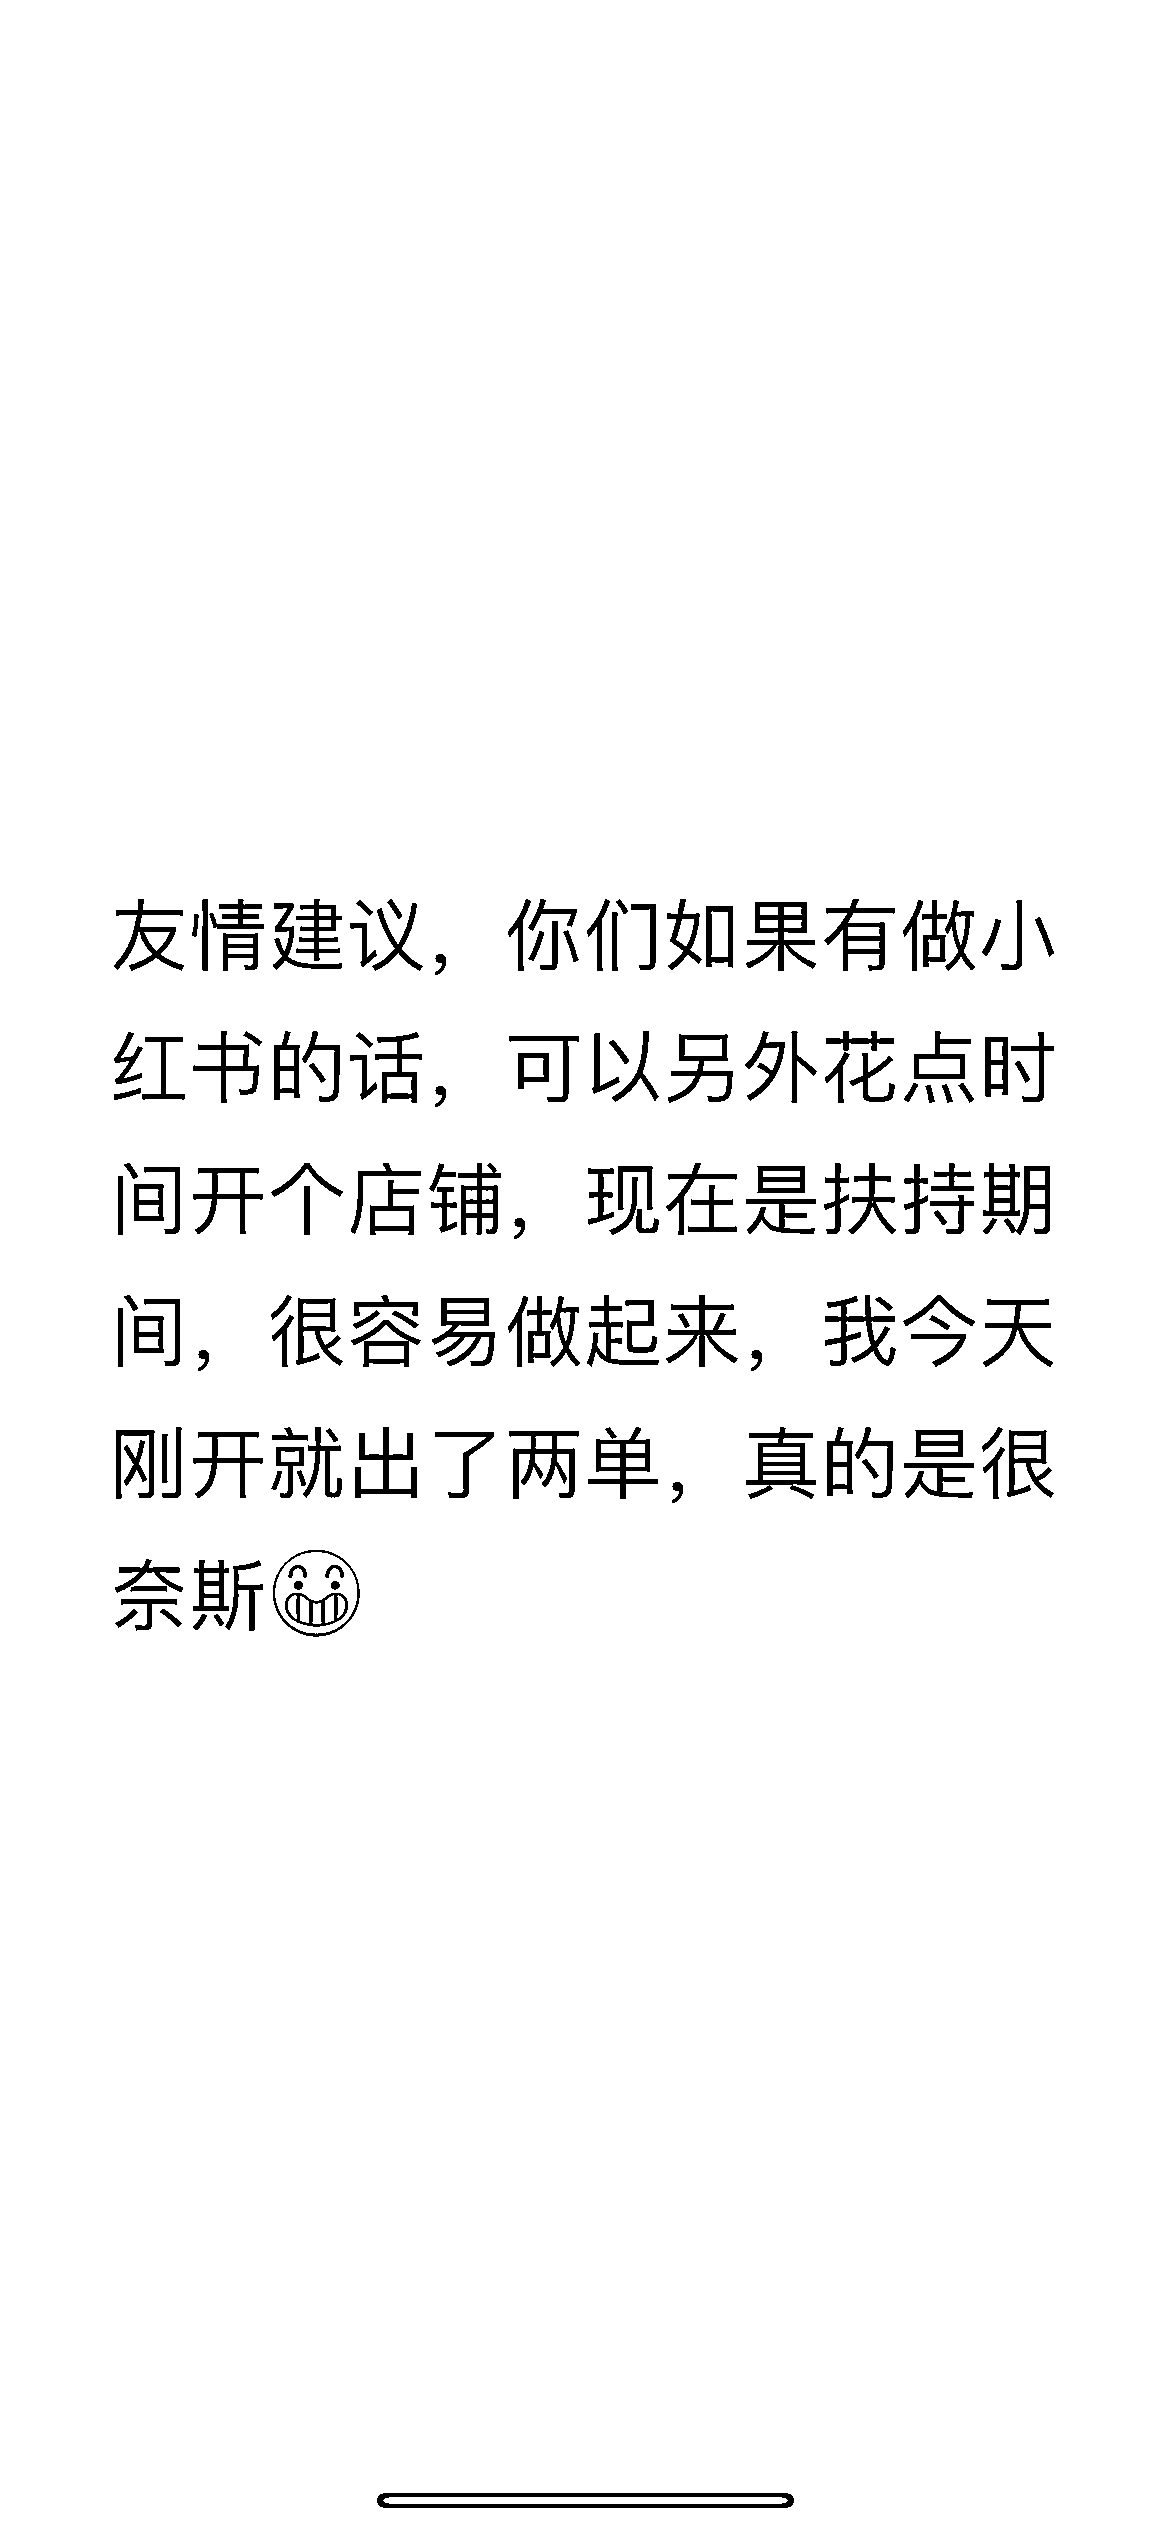 友情建议，你们如果有做小
红书的话，可以另外花点时
间开个店铺，现在是扶持期
间，很容易做起来，我今天
刚开就出了两单，真的是很
奈斯😁